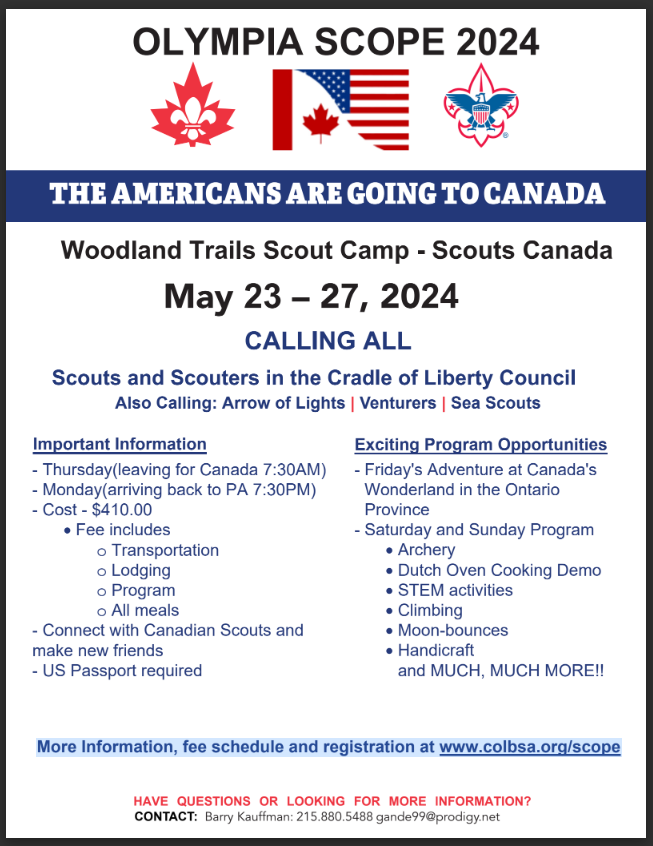 OLYMPIA SCOPE 2024
THE AMERICANS ARE GOING TO CANADA
Woodland Trails Scout Camp - Scouts Canada
May 23 – 27, 2024
CALLING ALL
Scouts and Scouters in the Cradle of Liberty Council
Also Calling: Arrow of Lights | Venturers | Sea Scouts
Important Information
- Thursday(leaving for Canada 7:30AM)
- Monday(arriving back to PA 7:30PM)
- Cost - $410.00
• Fee includes
o Transportation
o Lodging
o Program
o All meals
- Connect with Canadian Scouts and
make new friends
- US Passport required
Exciting Program Opportunities
- Friday's Adventure at Canada's
Wonderland in the Ontario
Province
- Saturday and Sunday Program
• Archery
• Dutch Oven Cooking Demo
• STEM activities
• Climbing
• Moon-bounces
• Handicraft
and MUCH, MUCH MORE!!
More Information, fee schedule and registration at www.colbsa.org/scope
HAVE QUESTIONS OR LOOKING FOR MORE INFORMATION?
CONTACT: Barry Kauffman: 215.880.5488 gande99@prodigy.net